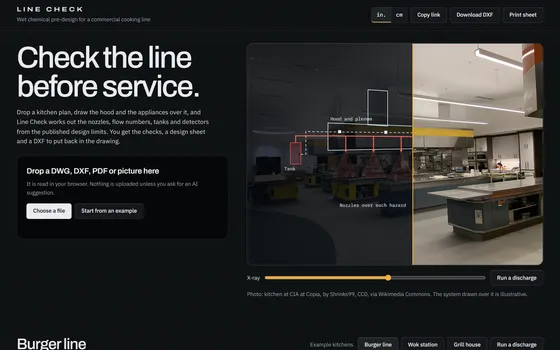 LINE CHECK
Wet chemical pre-design for a commercial cooking line
in.
cm
Copy link
Download DXF
Print sheet
Check the line
before service.
Drop a kitchen plan, draw the hood and the appliances over it, and
Line Check works out the nozzles, flow numbers, tanks and detectors
from the published design limits. You get the checks, a design sheet
and a DXF to put back in the drawing.
Drop a DWG, DXF, PDF or picture here
It is read in your browser. Nothing is uploaded unless you ask for an AI
suggestion.
Choose a file
Start from an example
Hood and plenum
Tank
Nozzles over each hazard
X-ray
Run a discharge
Photo: kitchen at CIA at Copia, by Shrinks99, CC0, via Wikimedia Commons. The system drawn over it is illustrative.
Burger line
Example kitchens
Burger line
Wok station
Grill house
Run a discharge